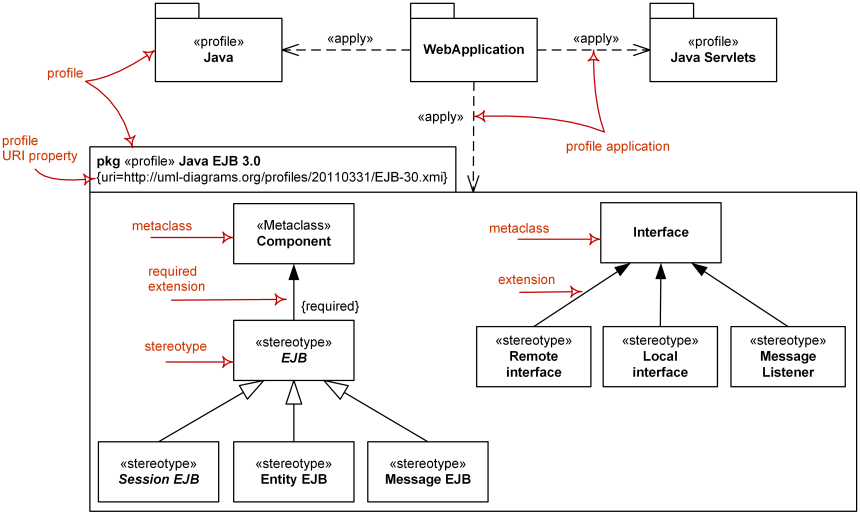 «profile»
Java
«apply»
WebApplication
«apply»
«profile»
Java Servlets
profile
«apply»
profile application
profile
URI property
pkg «profile» Java EJB 3.0
{uri=http://uml-diagrams.org/profiles/20110331/EJB-30.xmi}
metaclass
«Metaclass»
Component
metaclass
Interface
required
extension
{required}
extension
stereotype
«stereotype»
EJB
«stereotype»
Remote
interface
«stereotype»
Local
interface
«stereotype»
Message
Listener
«stereotype»
Session EJB
«stereotype»
Entity EJB
«stereotype»
Message EJB